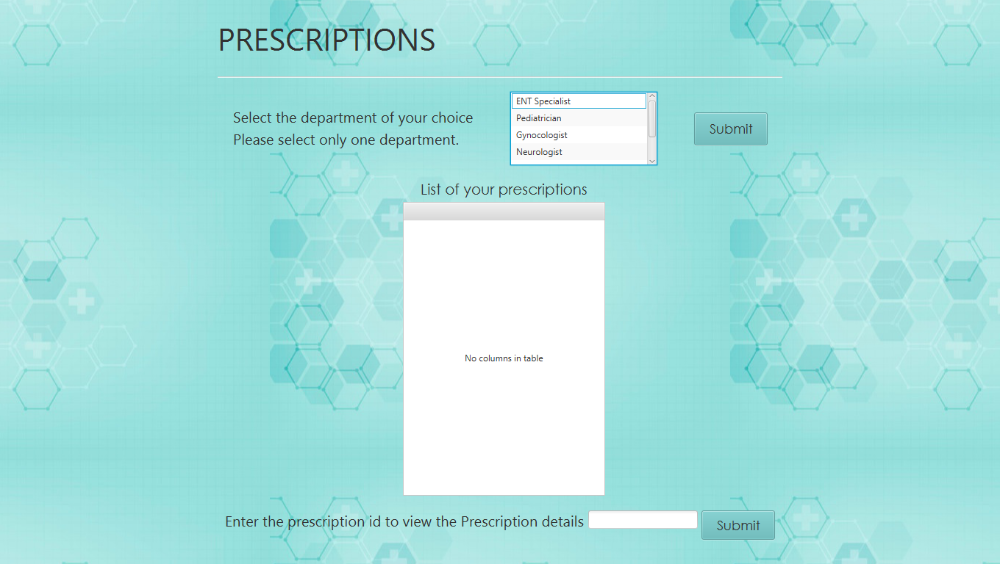 PRESCRIPTIONS
Select the department of your choice
Please select only one department.
ENT Specialist
Pediatrician
Gynocologist
Neurologist
Submit
List of your prescriptions
No columns in table
Enter the prescription id to view the Prescription details
Submit